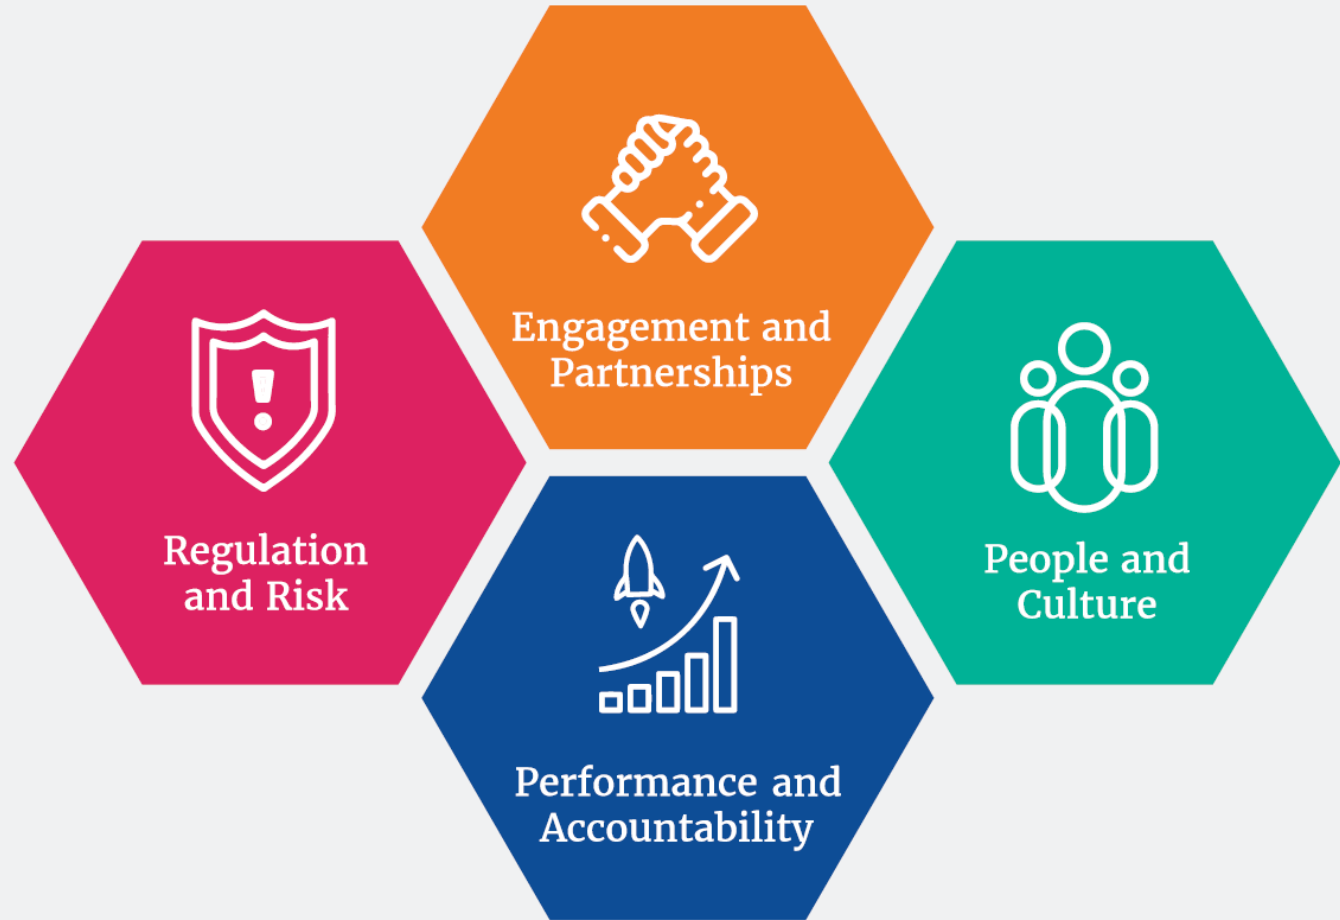 Engagement and
Partnerships
Regulation
and Risk
People and
Culture
Performance and
Accountability